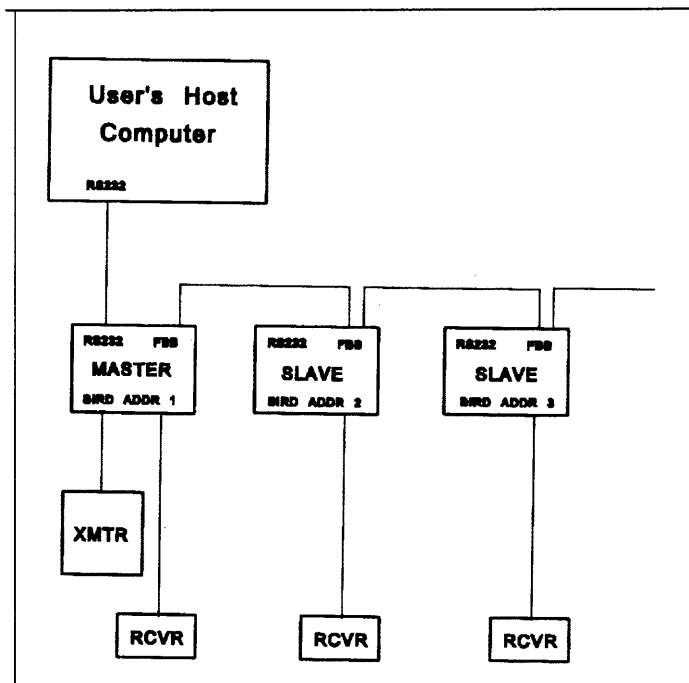 User's Host
Computer
RS232
RS232 FBB
MASTER
BIRD ADDR 1
RS232 FBB
SLAVE
BIRD ADDR 2
RS232 FBB
SLAVE
BIRD ADDR 3
XMTR
RCVR
RCVR
RCVR